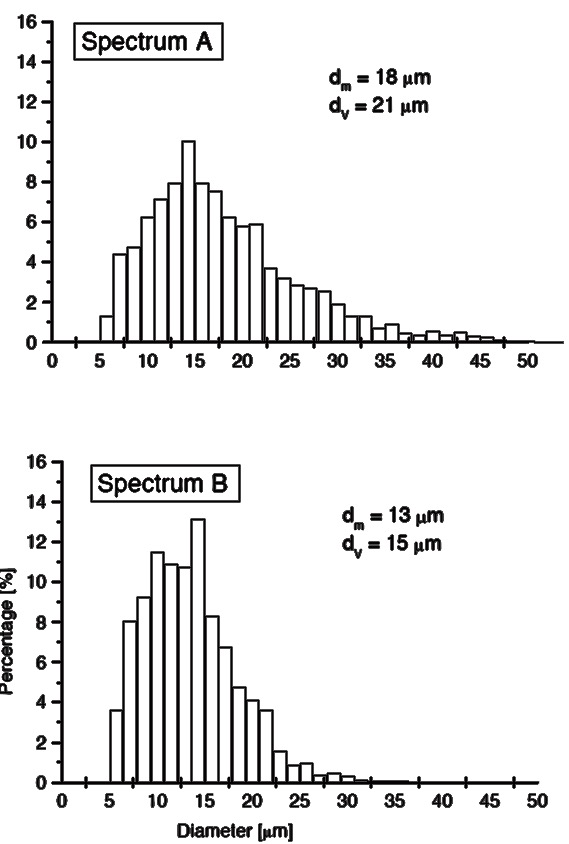 16
Spectrum A
14
dm = 18 μm
12
dv = 21 μm
10
8
6
4
2
0
0 5 10 15 20 25 30 35 40 45 50
16
Spectrum B
14
dm = 13 μm
12
dv = 15 μm
10
8
6
4
2
0
Percentage [%]
0 5 10 15 20 25 30 35 40 45 50
Diameter [μm]